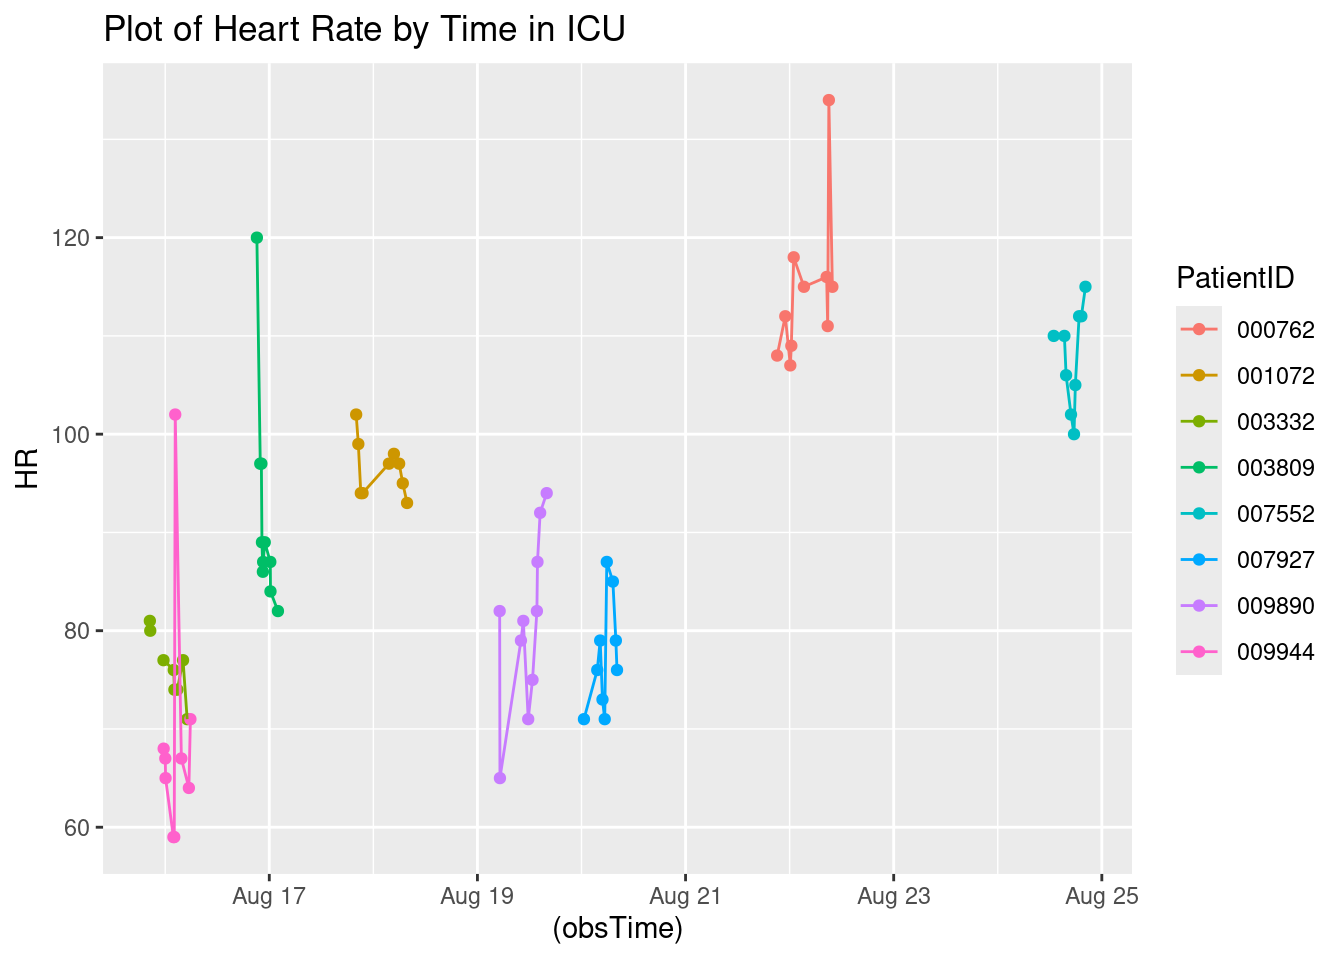 Plot of Heart Rate by Time in ICU
HR
120
100
80
60
Aug 17
Aug 19
Aug 21
Aug 23
Aug 25
(obsTime)
PatientID
000762
001072
003332
003809
007552
007927
009890
009944